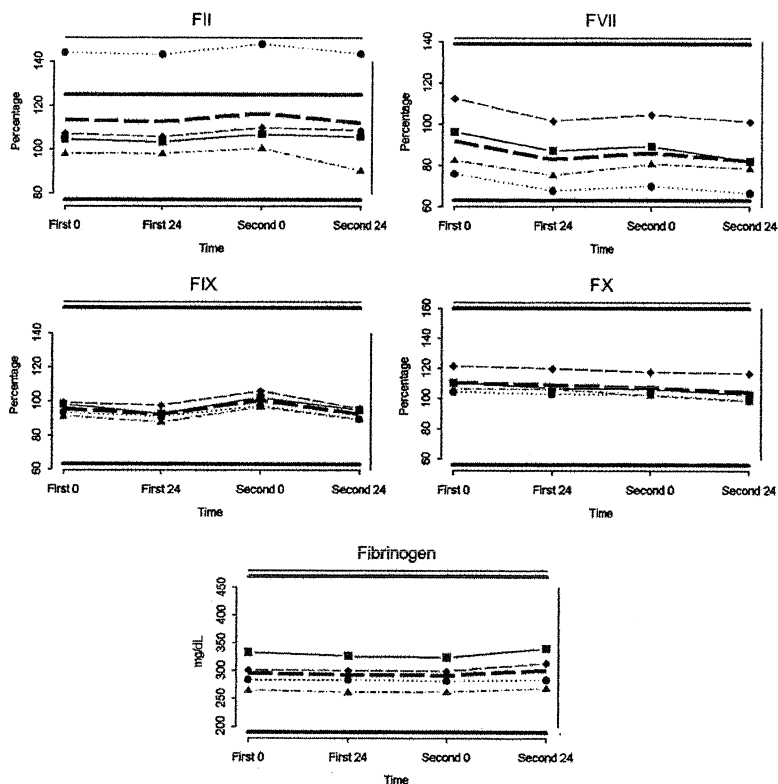 FII
Percentage
80 100 120 140
First 0 First 24 Second 0 Second 24
Time
FVII
Percentage
60 80 100 120 140
First 0 First 24 Second 0 Second 24
Time
FIX
Percentage
60 80 100 120 140
First 0 First 24 Second 0 Second 24
Time
FX
Percentage
60 80 100 120 140 160
First 0 First 24 Second 0 Second 24
Time
Fibrinogen
mg/dL
200 250 300 350 400 450
First 0 First 24 Second 0 Second 24
Time